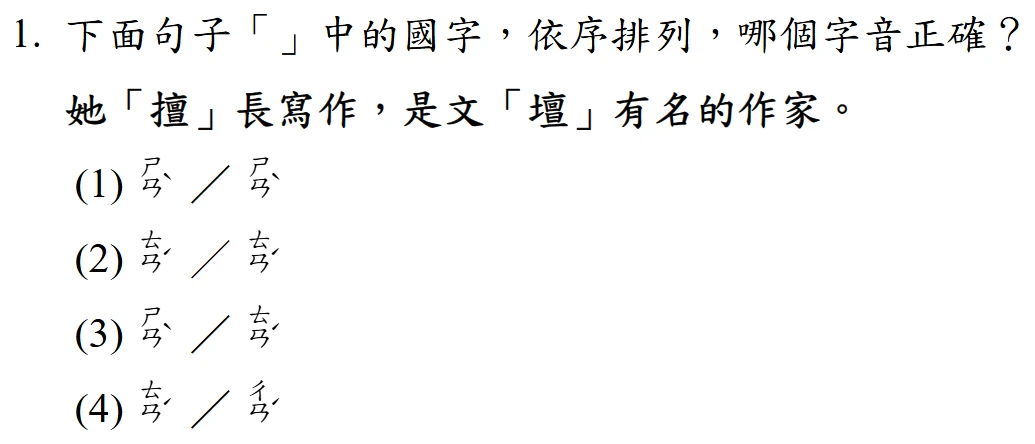 1. 下面句子「 」中的國字，依序排列，哪個字音正確？
她「擅」長寫作，是文「壇」有名的作家。
(1) ㄕㄢˋ ／ ㄕㄢˋ
(2) ㄊㄢˊ ／ ㄊㄢˊ
(3) ㄕㄢˋ ／ ㄊㄢˊ
(4) ㄊㄢˊ ／ ㄔㄢˊ